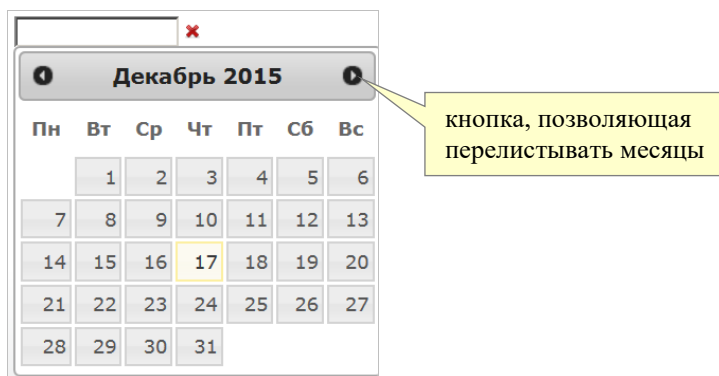 Декабрь 2015
Пн Вт Ср Чт Пт Сб Вс
1 2 3 4 5 6
7 8 9 10 11 12 13
14 15 16 17 18 19 20
21 22 23 24 25 26 27
28 29 30 31
кнопка, позволяющая
перелистывать месяцы